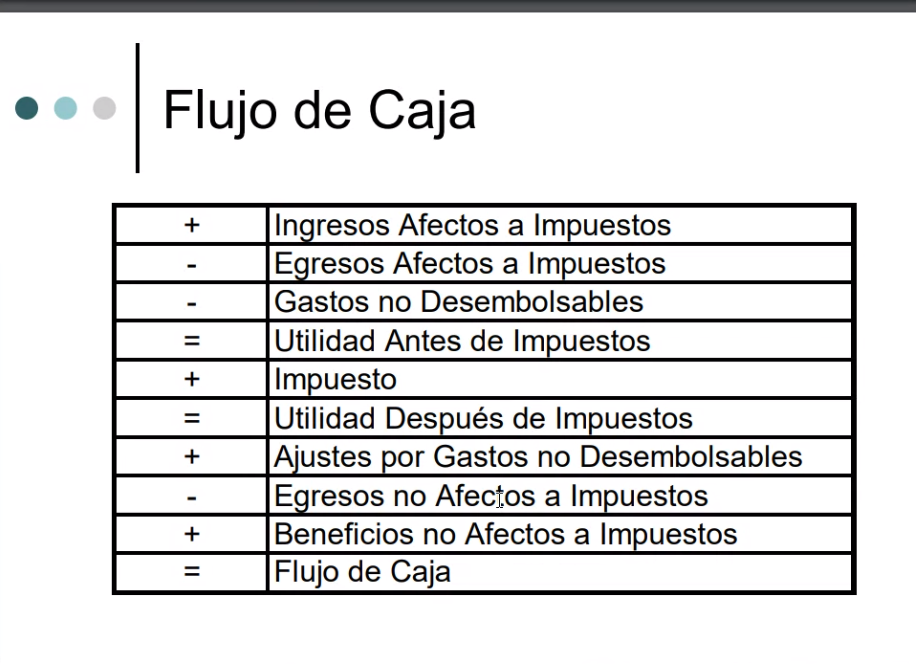 Flujo de Caja
+ Ingresos Afectos a Impuestos
- Egresos Afectos a Impuestos
- Gastos no Desembolsables
= Utilidad Antes de Impuestos
+ Impuesto
= Utilidad Después de Impuestos
+ Ajustes por Gastos no Desembolsables
- Egresos no Afectos a Impuestos
+ Beneficios no Afectos a Impuestos
= Flujo de Caja